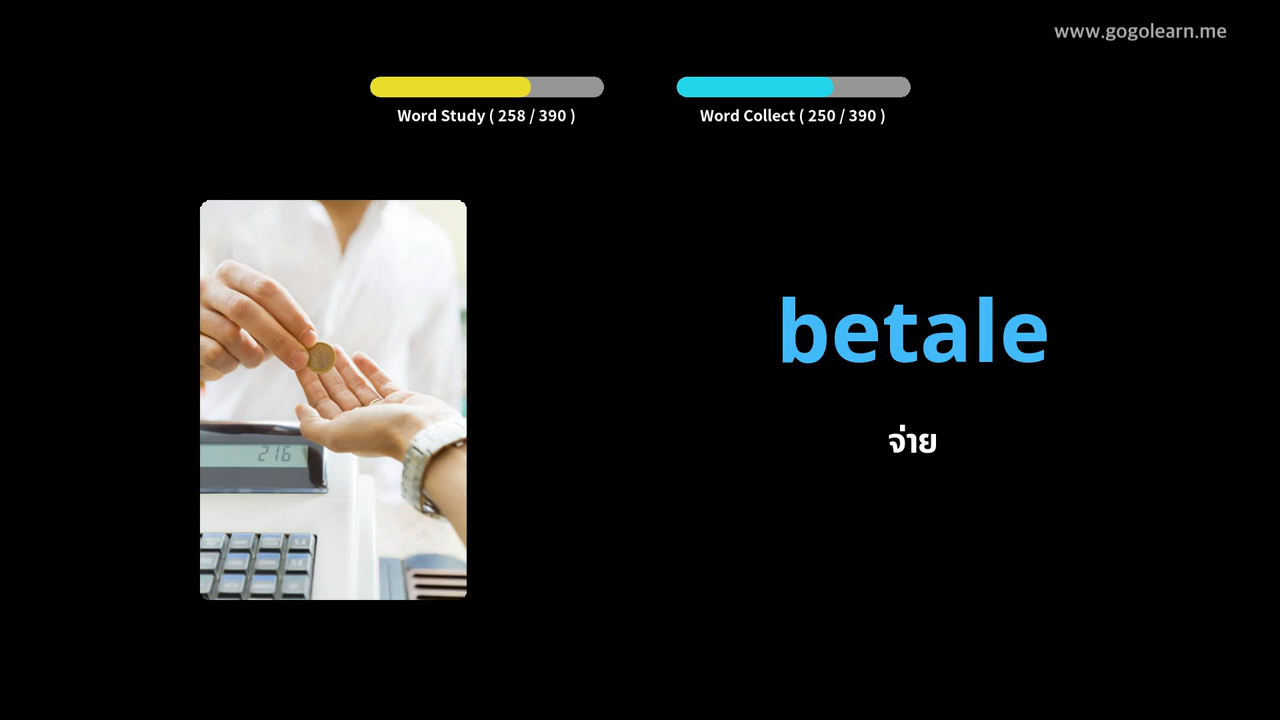 www.gogolearn.me
Word Study ( 258 / 390 )
Word Collect ( 250 / 390 )
betale
จ่าย
216